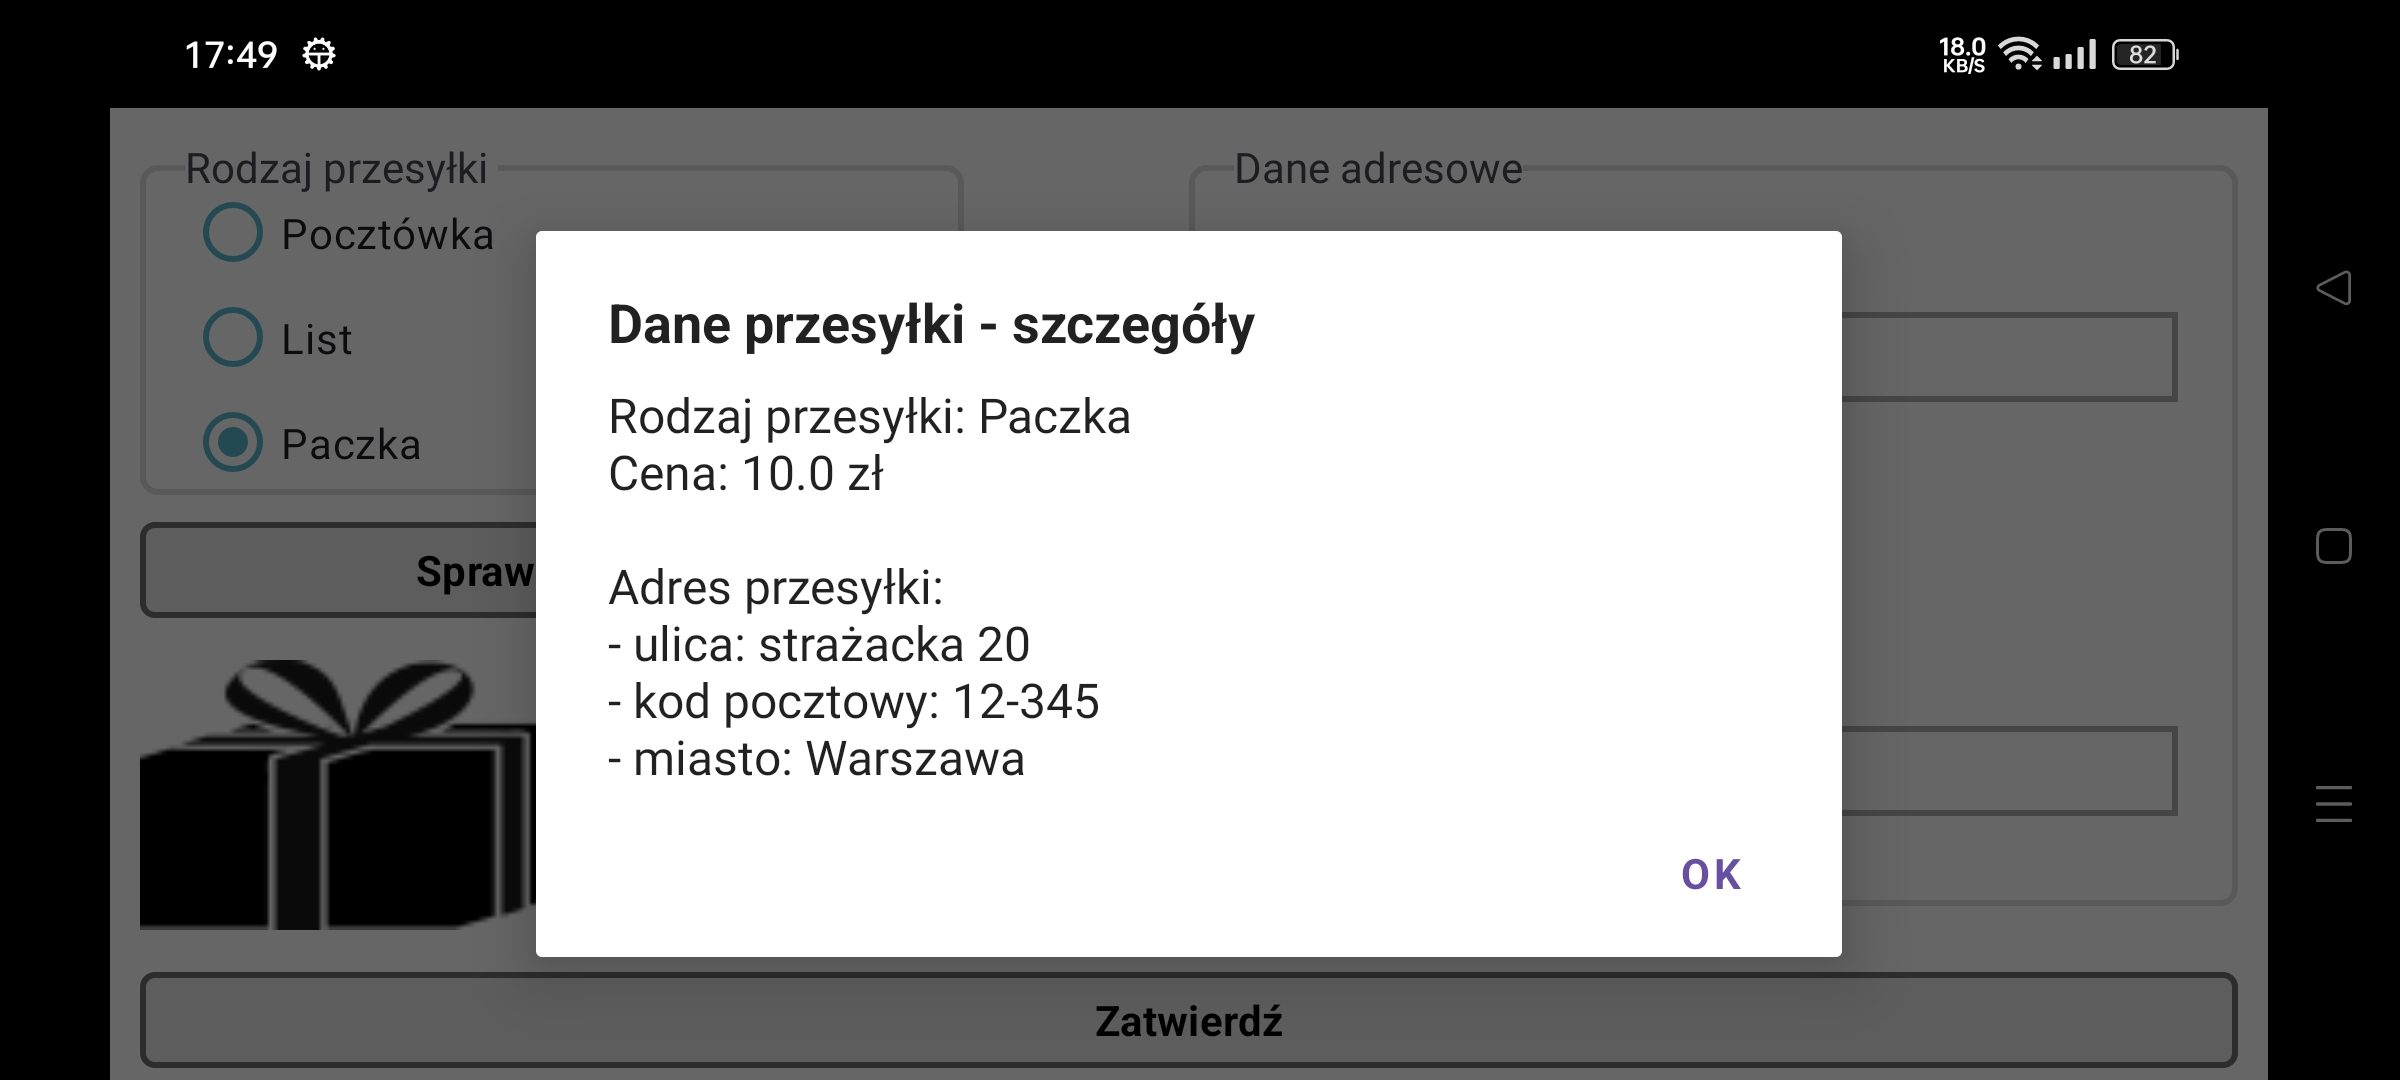 17:49
18.0
KB/S
82
Rodzaj przesyłki
Pocztówka
List
Paczka
Spraw
Dane adresowe
Dane przesyłki - szczegóły
Rodzaj przesyłki: Paczka
Cena: 10.0 zł
Adres przesyłki:
- ulica: strażacka 20
- kod pocztowy: 12-345
- miasto: Warszawa
OK
Zatwierdź